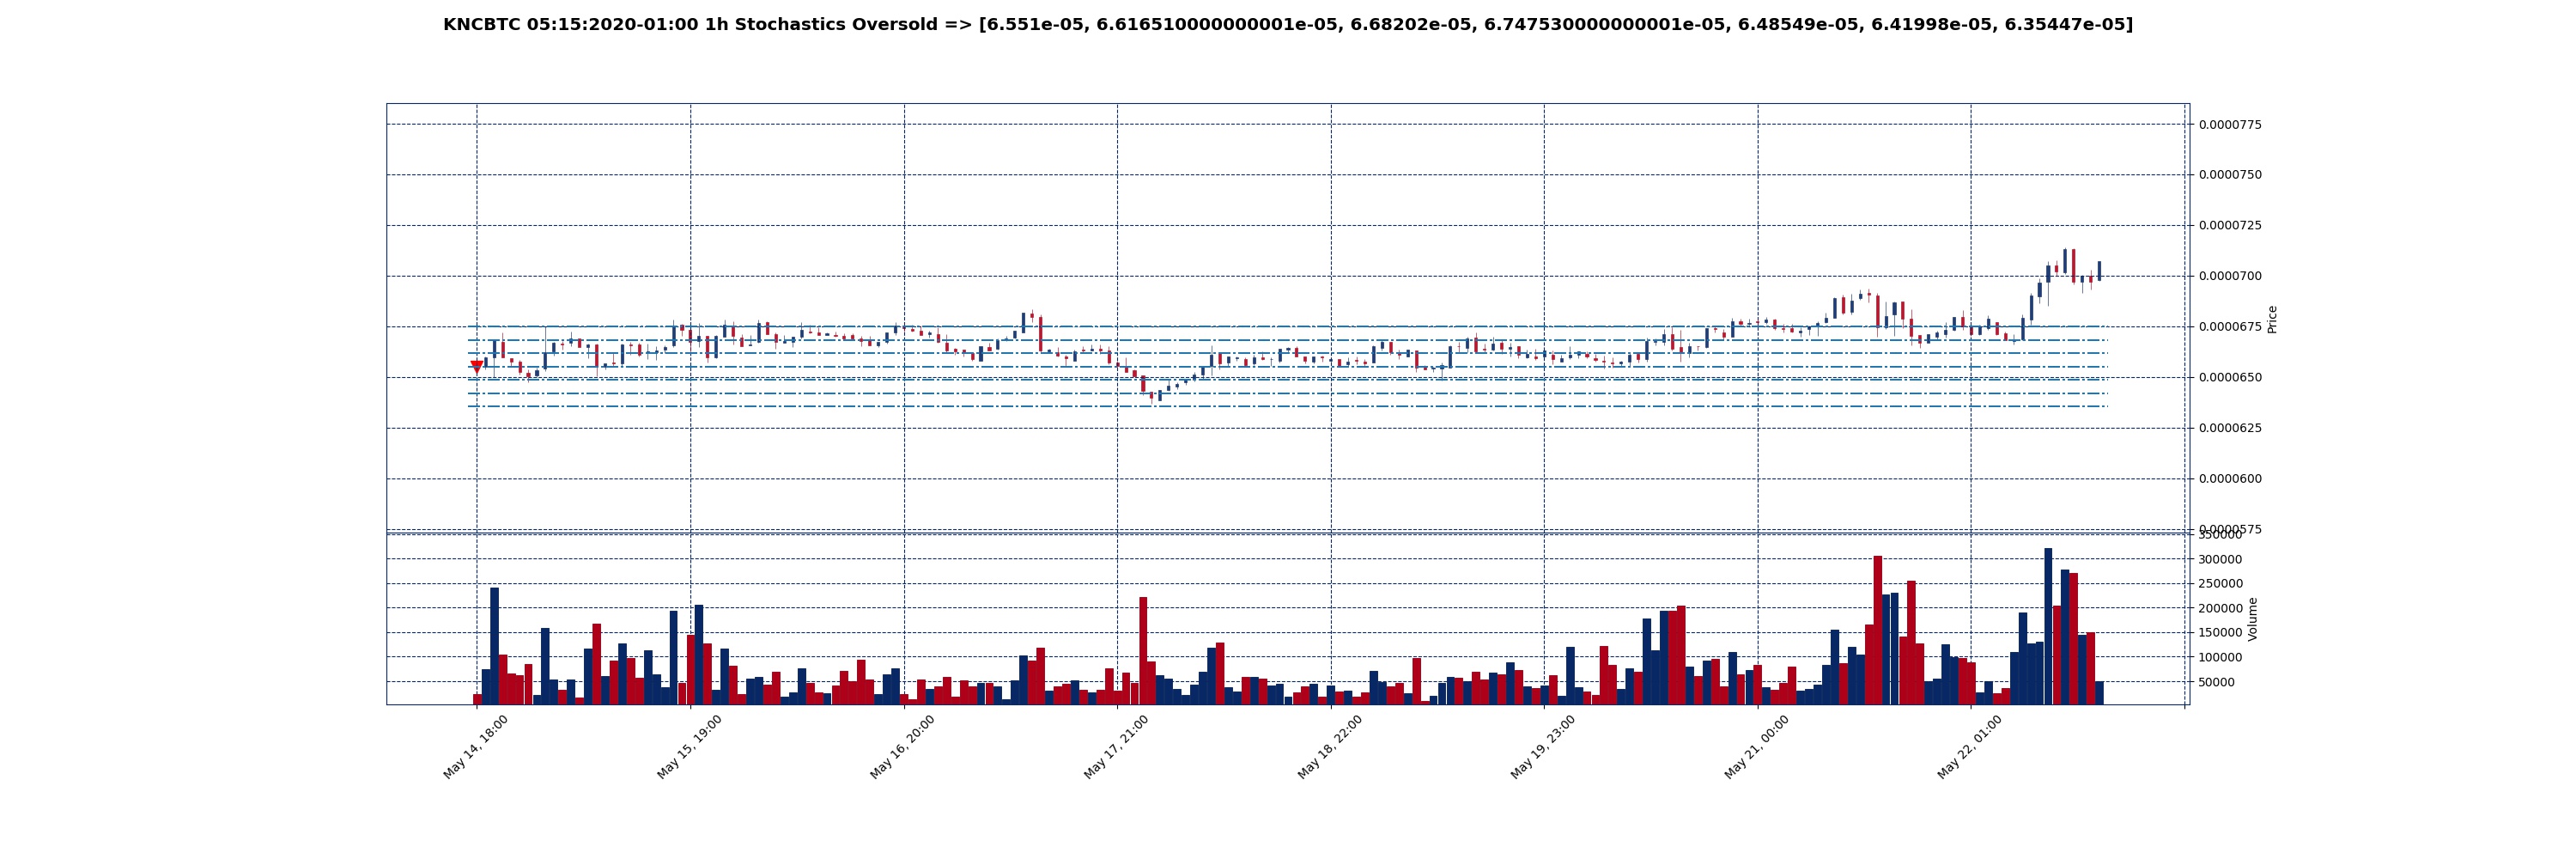 KNCBTC 05:15:2020-01:00 1h Stochastics Oversold => [6.551e-05, 6.616510000000001e-05, 6.68202e-05, 6.747530000000001e-05, 6.48549e-05, 6.41998e-05, 6.35447e-05]
0.0000775
0.0000750
0.0000725
0.0000700
0.0000675
0.0000650
0.0000625
0.0000600
0.0000575
Price
350000
300000
250000
200000
150000
100000
50000
Volume
May 14, 18:00
May 15, 19:00
May 16, 20:00
May 17, 21:00
May 18, 22:00
May 19, 23:00
May 21, 00:00
May 22, 01:00